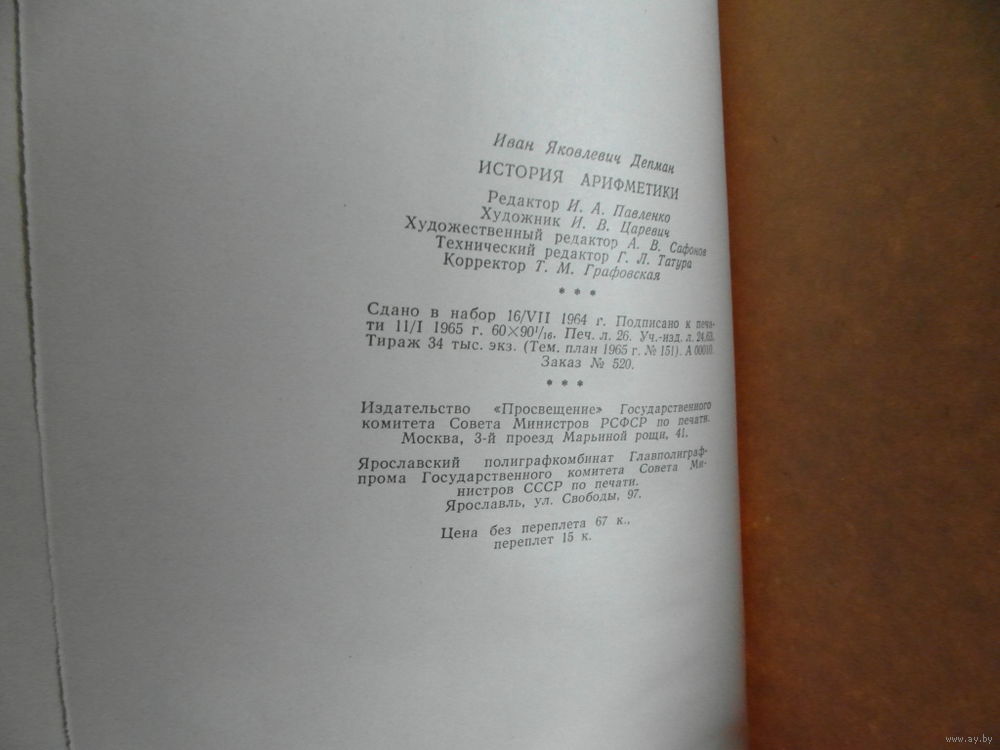 Иван Яковлевич Депман
ИСТОРИЯ АРИФМЕТИКИ
Редактор И. А. Павленко
Художник И. В. Царевич
Художественный редактор А. В. Сафонов
Технический редактор Г. Л. Татура
Корректор Т. М. Графовская
* * *
Сдано в набор 16/VII 1964 г. Подписано к печа-
ти 11/I 1965 г. 60×90¹/₁₆. Печ. л. 26. Уч.-изд. л. 24,63.
Тираж 34 тыс. экз. (Тем. план 1965 г. № 151). А 00010.
Заказ № 520.
* * *
Издательство «Просвещение» Государственного
комитета Совета Министров РСФСР по печати.
Москва, 3-й проезд Марьиной рощи, 41.
Ярославский полиграфкомбинат Главполиграф-
прома Государственного комитета Совета Ми-
нистров СССР по печати.
Ярославль, ул. Свободы, 97.
Цена без переплета 67 к.,
переплет 15 к.
www.ay.by